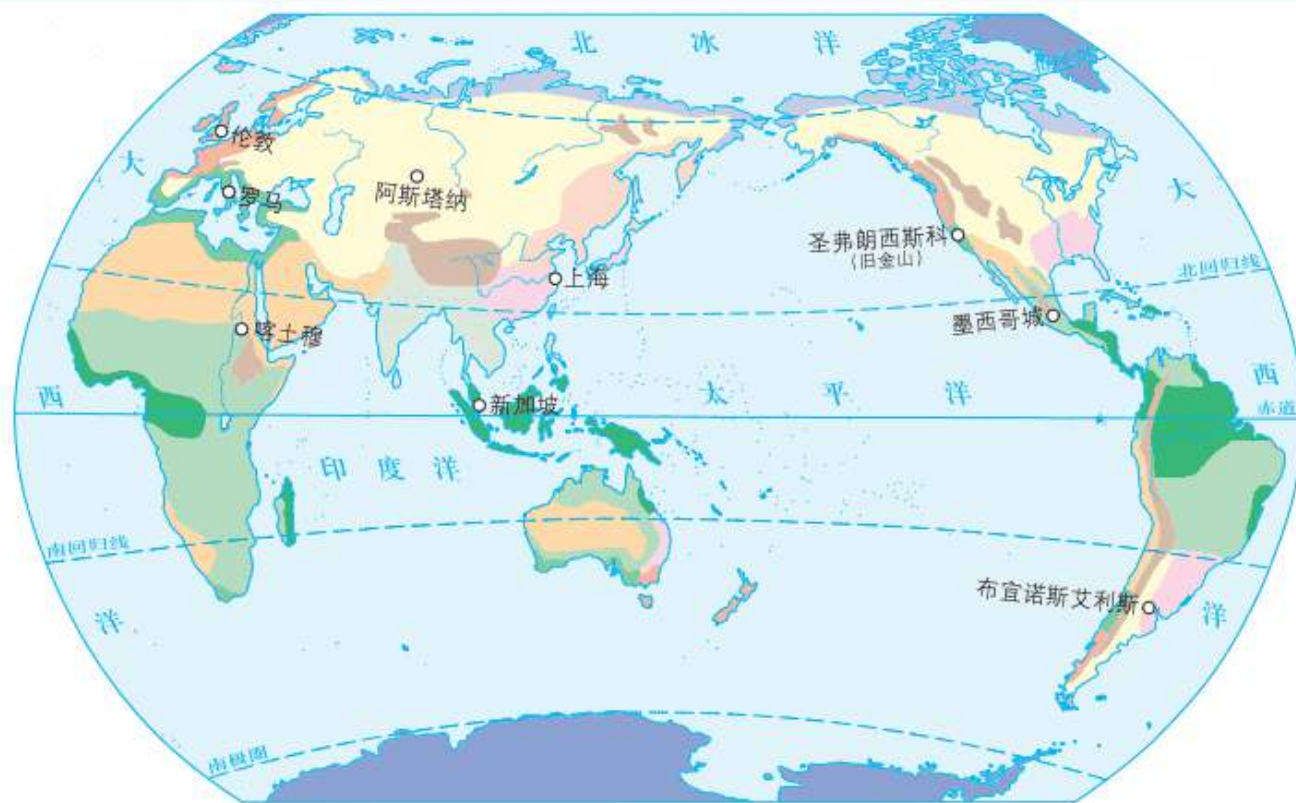 北冰洋
大
伦敦
罗马
阿斯塔纳
圣弗朗西斯科
(旧金山)
大
北回归线
上海
墨西哥城
喀土穆
西
新加坡
太平洋
西
赤道
印度洋
南回归线
布宜诺斯艾利斯
洋
洋
南极圈